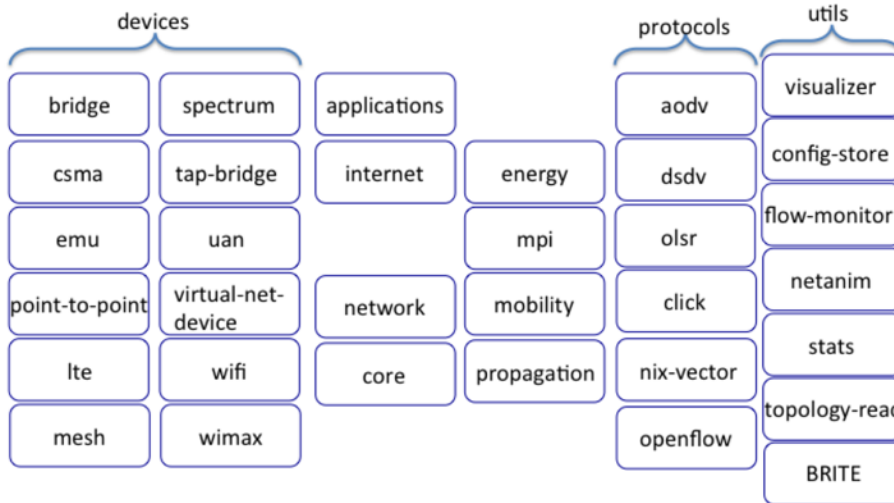 devices
protocols
utils
bridge
spectrum
applications
aodv
visualizer
csma
tap-bridge
internet
energy
dsdv
config-store
emu
uan
mpi
olsr
flow-monitor
point-to-point
virtual-net-
device
network
mobility
click
netanim
lte
wifi
core
propagation
nix-vector
stats
mesh
wimax
openflow
topology-read
BRITE